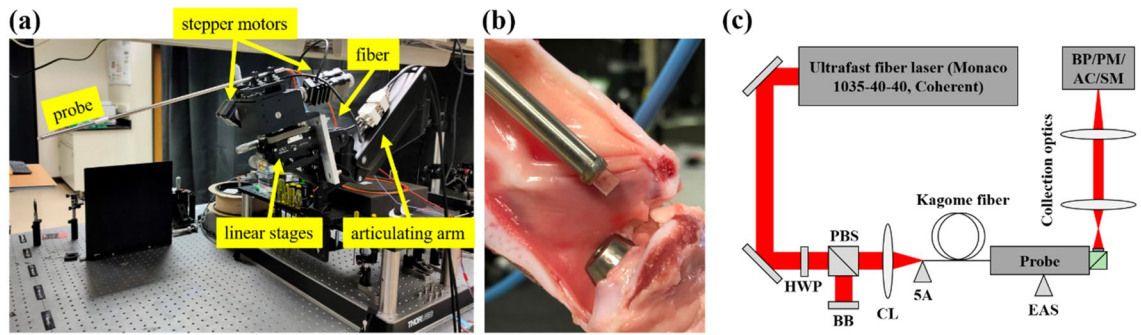 (a)
stepper motors
fiber
probe
linear stages
articulating arm
THORLABS
(b)
(c)
Ultrafast fiber laser (Monaco
1035-40-40, Coherent)
BP/PM/
AC/SM
Collection optics
Kagome fiber
PBS
HWP
BB
CL
5A
Probe
EAS